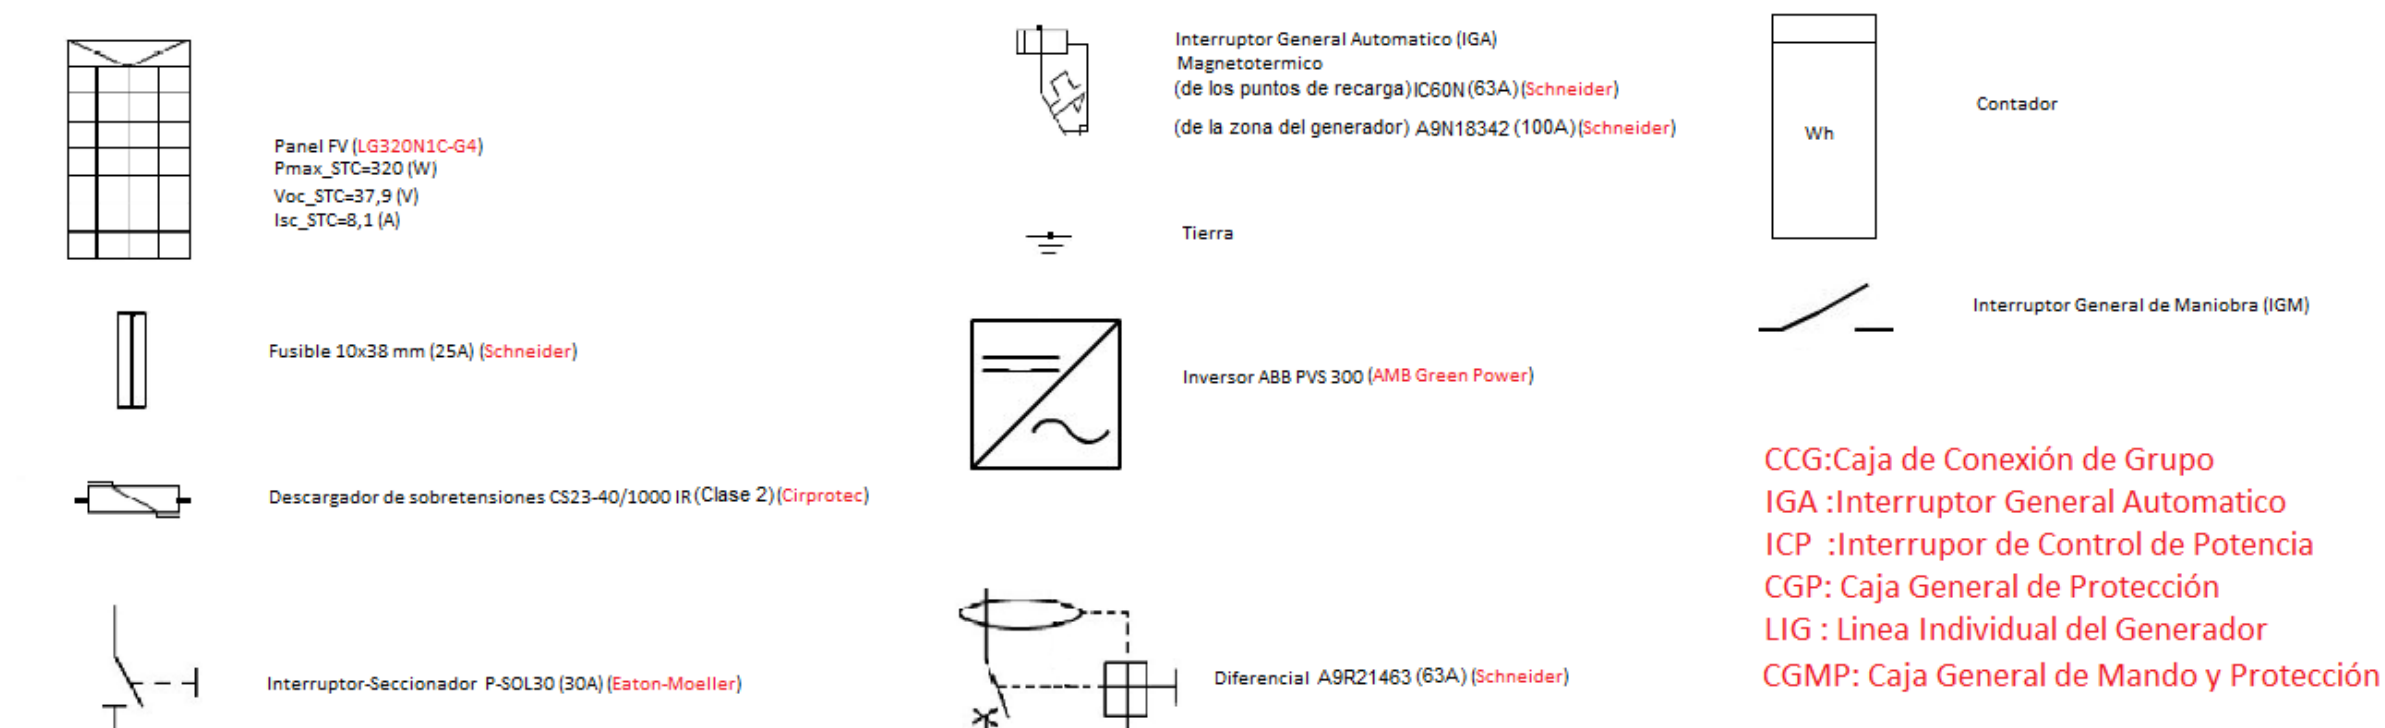 Panel FV (LG320N1C-G4)
Pmax_STC=320 (W)
Voc_STC=37,9 (V)
Isc_STC=8,1 (A)
Fusible 10x38 mm (25A) (Schneider)
Descargador de sobretensiones CS23-40/1000 IR (Clase 2) (Cirprotec)
Interruptor-Seccionador P-SOL30 (30A) (Eaton-Moeller)
Interruptor General Automatico (IGA)
Magnetotermico
(de los puntos de recarga) IC60N (63A) (Schneider)
(de la zona del generador) A9N18342 (100A) (Schneider)
Tierra
Inversor ABB PVS 300 (AMB Green Power)
Diferencial A9R21463 (63A) (Schneider)
Wh
Contador
Interruptor General de Maniobra (IGM)
CCG:Caja de Conexión de Grupo
IGA :Interruptor General Automatico
ICP :Interrupor de Control de Potencia
CGP: Caja General de Protección
LIG : Linea Individual del Generador
CGMP: Caja General de Mando y Protección